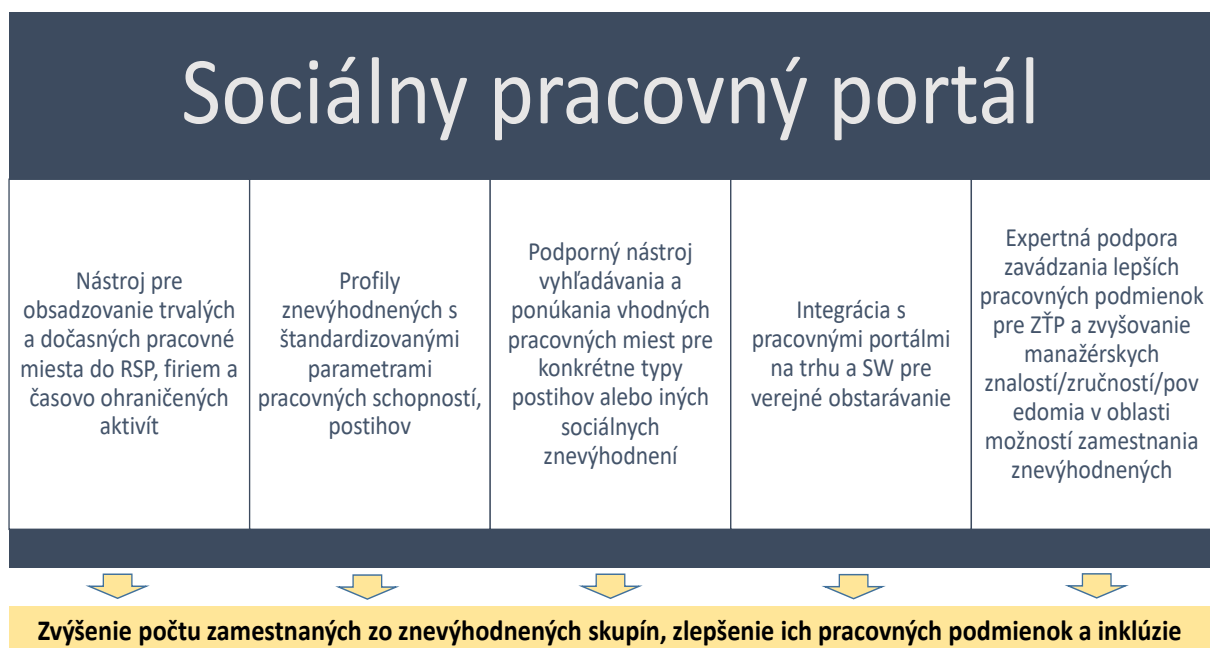 Sociálny pracovný portál
Nástroj pre
obsadzovanie trvalých
a dočasných pracovné
miesta do RSP, firiem a
časovo ohraničených
aktivít
Profily
znevýhodnených s
štandardizovanými
parametrami
pracovných schopností,
postihov
Podporný nástroj
vyhľadávania a
ponúkania vhodných
pracovných miest pre
konkrétne typy
postihov alebo iných
sociálnych
znevýhodnení
Integrácia s
pracovnými portálmi
na trhu a SW pre
verejné obstarávanie
Expertná podpora
zavádzania lepších
pracovných podmienok
pre ZŤP a zvyšovanie
manažérskych
znalostí/zručností/pov
edomia v oblasti
možností zamestnania
znevýhodnených
Zvýšenie počtu zamestnaných zo znevýhodnených skupín, zlepšenie ich pracovných podmienok a inklúzie